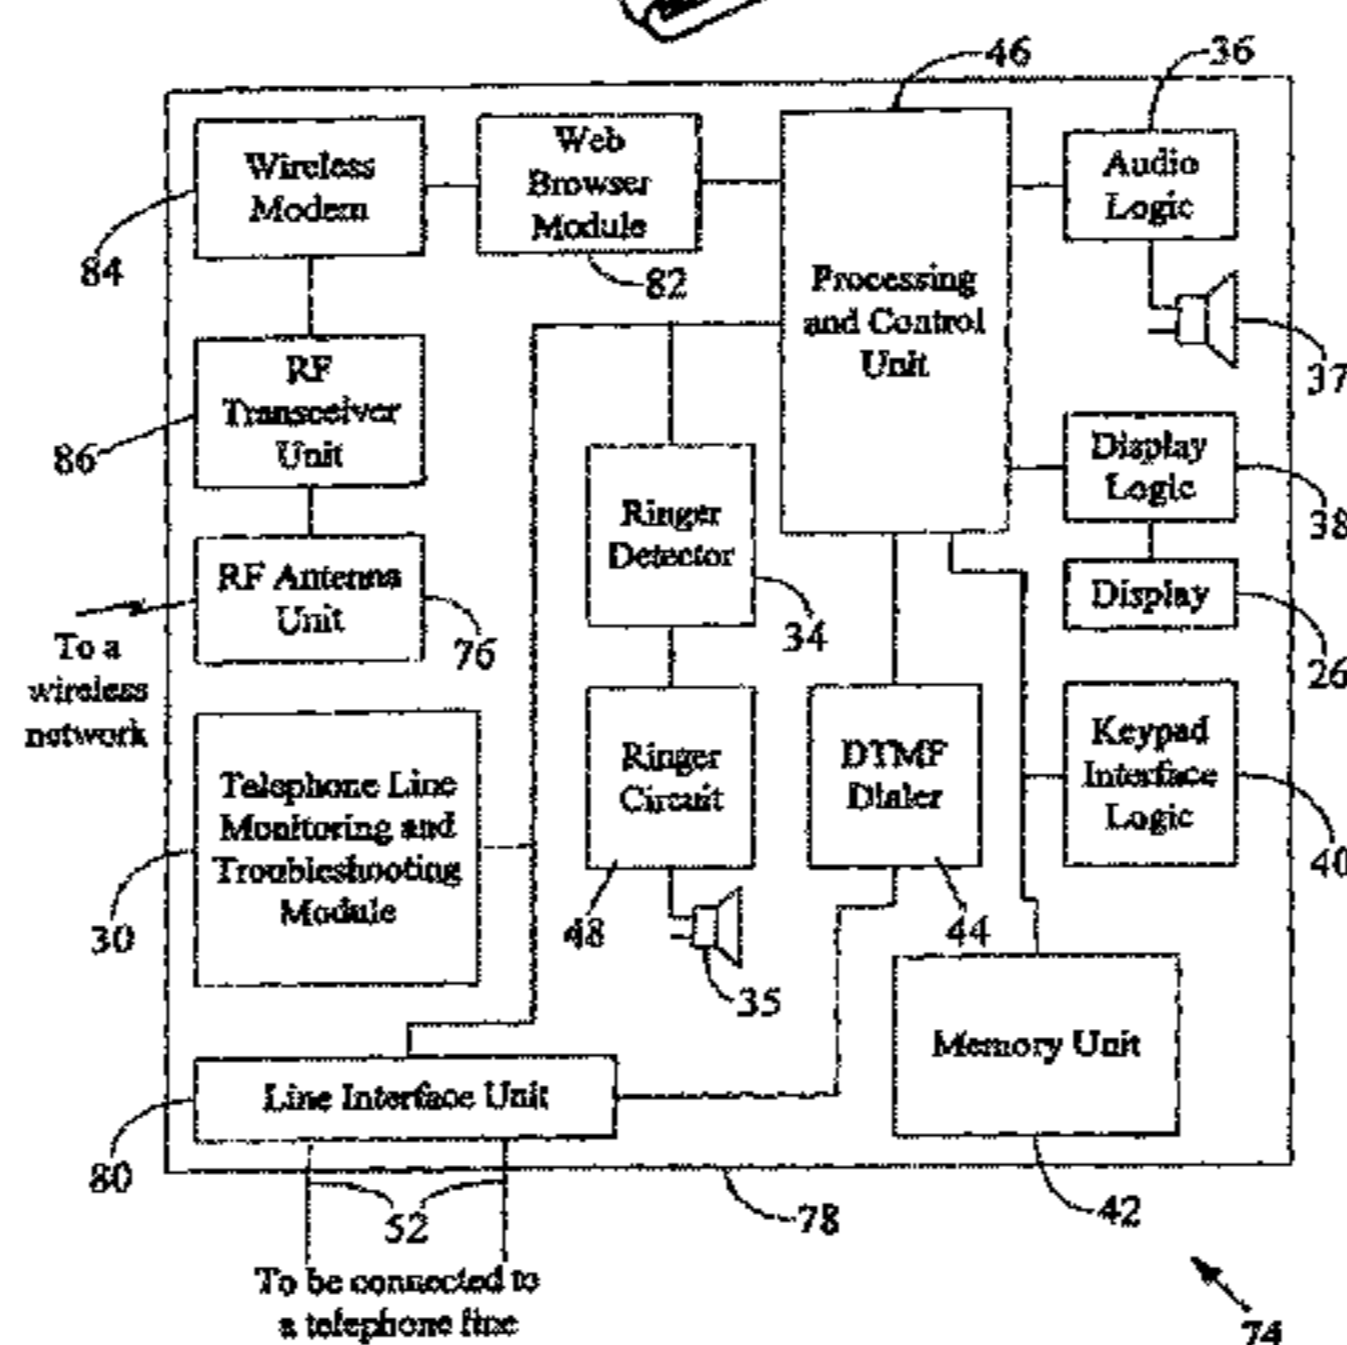 46
36
Wireless
Modem
Web
Browser
Module
Audio
Logic
84
82
Processing
and Control
Unit
37
RF
Transceiver
Unit
86
Display
Logic
38
Ringer
Detector
34
RF Antenna
Unit
76
Display
26
To a
wireless
network
Telephone Line
Monitoring and
Troubleshooting
Module
30
Ringer
Circuit
48
35
DTMF
Dialer
44
Keypad
Interface
Logic
40
Memory Unit
42
Line Interface Unit
80
52
78
To be connected to
a telephone line
74